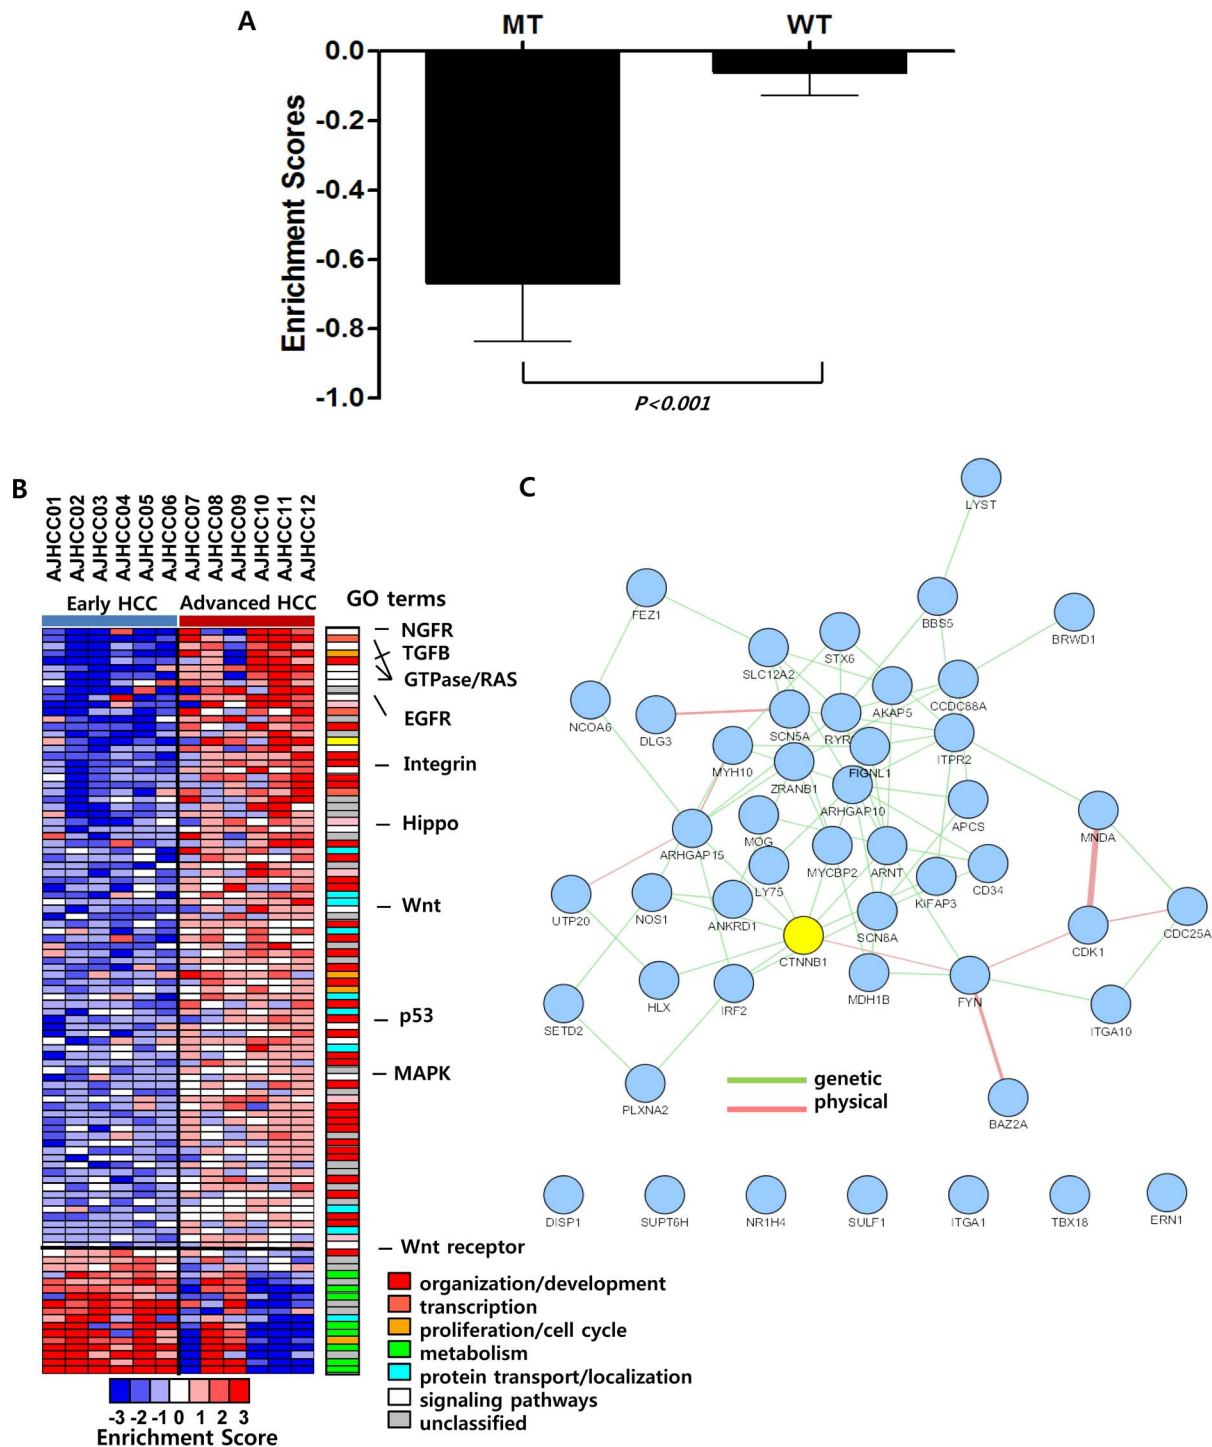 A
MT
WT
0.0
-0.2
-0.4
-0.6
-0.8
-1.0
Enrichment Scores
P<0.001
B
AJHCC01
AJHCC02
AJHCC03
AJHCC04
AJHCC05
AJHCC06
AJHCC07
AJHCC08
AJHCC09
AJHCC10
AJHCC11
AJHCC12
Early HCC
Advanced HCC
GO terms
NGFR
TGFB
GTPase/RAS
EGFR
Integrin
Hippo
Wnt
p53
MAPK
Wnt receptor
organization/development
transcription
proliferation/cell cycle
metabolism
protein transport/localization
signaling pathways
unclassified
-3 -2 -1 0 1 2 3
Enrichment Score
C
LYST
FEZ1
BBS5
BRWD1
STX6
SLC12A2
NCOA6
DLG3
SCN5A
RYR
AKAP5
CCDC88A
MYH10
ZRANB1
FIGNL1
ITPR2
ARHGAP10
APCS
MNDA
ARHGAP15
MOG
MYCBP2
ARNT
LY75
KIFAP3
CD34
UTP20
NOS1
ANKRD1
SCN8A
CDC25A
CTNNB1
CDK1
HLX
IRF2
MDH1B
FYN
SETD2
ITGA10
PLXNA2
BAZ2A
genetic
physical
DISP1
SUPT6H
NR1H4
SULF1
ITGA1
TBX18
ERN1